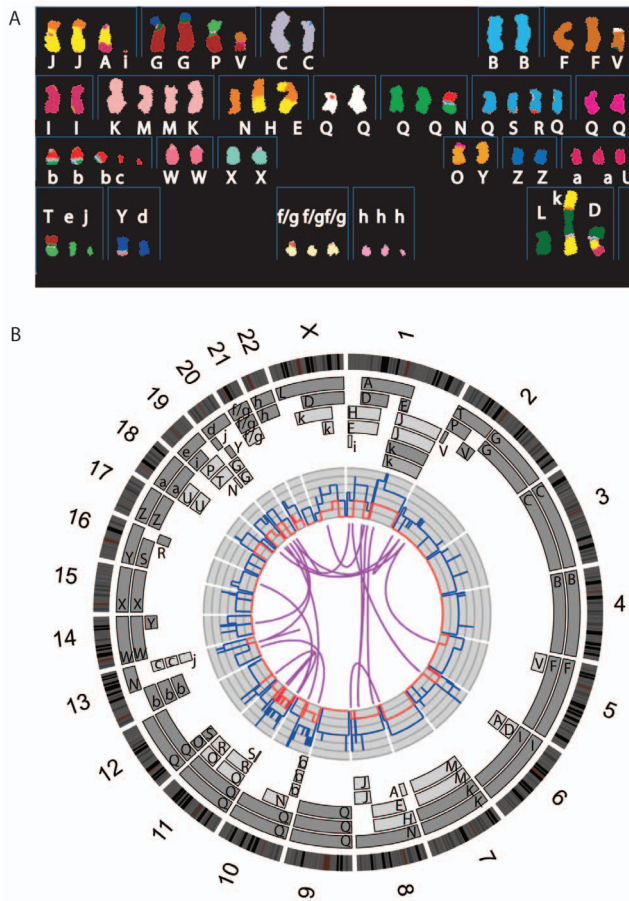 A
J J A i G G P V C C B B F F V
I I K M M K N H E Q Q Q Q N Q S R Q Q Q
b b b c W W X X O Y Z Z a a U
T e j Y d f/g f/g f/g h h h L k D
B
X 1
22 2
21 3
20 4
19 5
18 6
17 7
16 8
15 9
14 10
13 11
12
A D E H E i J J k k
P G G V V C C
B B
V F F
A D I I
M M K K
J J A E H N
b b b N Q Q Q
Q Q
S R O Q Q
b b b N
c c j
W W Y
X X
Y S R
Z Z
a a U U
e i P T N
d j Y G G
f/g f/g f/g
h h
D k k